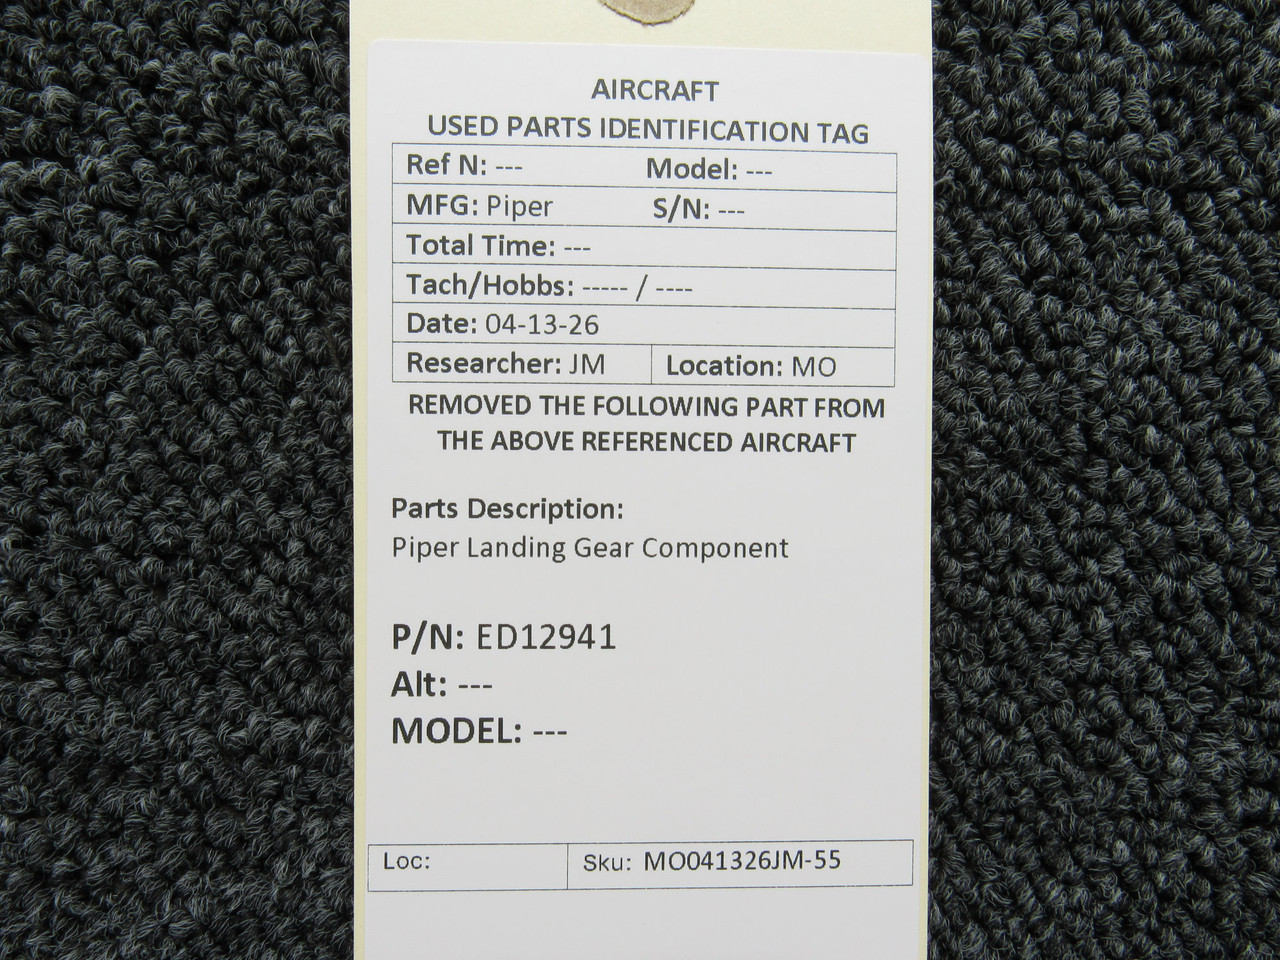 AIRCRAFT
USED PARTS IDENTIFICATION TAG
Ref N: --- Model: ---
MFG: Piper S/N: ---
Total Time: ---
Tach/Hobbs: ----- / ----
Date: 04-13-26
Researcher: JM Location: MO
REMOVED THE FOLLOWING PART FROM
THE ABOVE REFERENCED AIRCRAFT
Parts Description:
Piper Landing Gear Component
P/N: ED12941
Alt: ---
MODEL: ---
Loc: Sku: MO041326JM-55